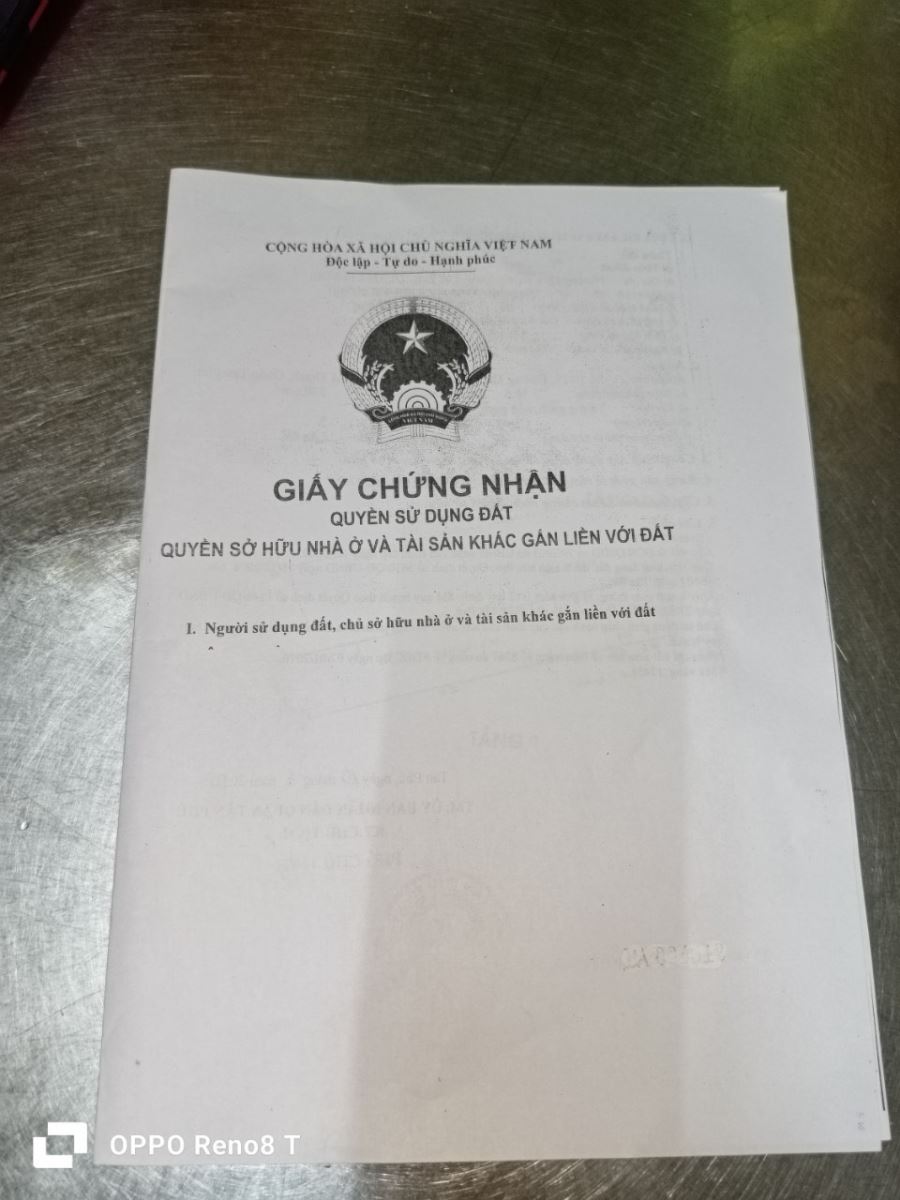 CỘNG HÒA XÃ HỘI CHỦ NGHĨA VIỆT NAM
Độc lập - Tự do - Hạnh phúc
VIỆT NAM
GIẤY CHỨNG NHẬN
QUYỀN SỬ DỤNG ĐẤT
QUYỀN SỞ HỮU NHÀ Ở VÀ TÀI SẢN KHÁC GẮN LIỀN VỚI ĐẤT
I. Người sử dụng đất, chủ sở hữu nhà ở và tài sản khác gắn liền với đất
OPPO Reno8 T